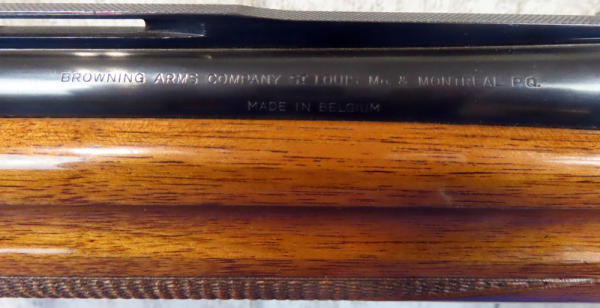 BROWNING ARMS COMPANY ST LOUIS MO. & MONTREAL P.Q.
MADE IN BELGIUM